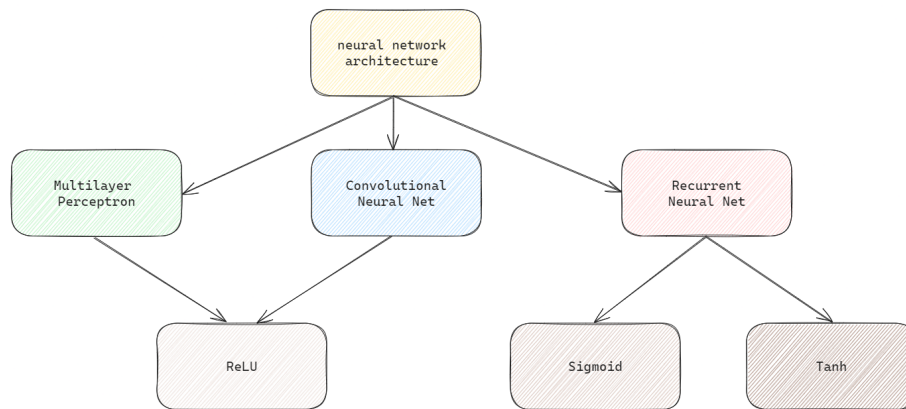 neural network
architecture
Multilayer
Perceptron
Convolutional
Neural Net
Recurrent
Neural Net
ReLU
Sigmoid
Tanh